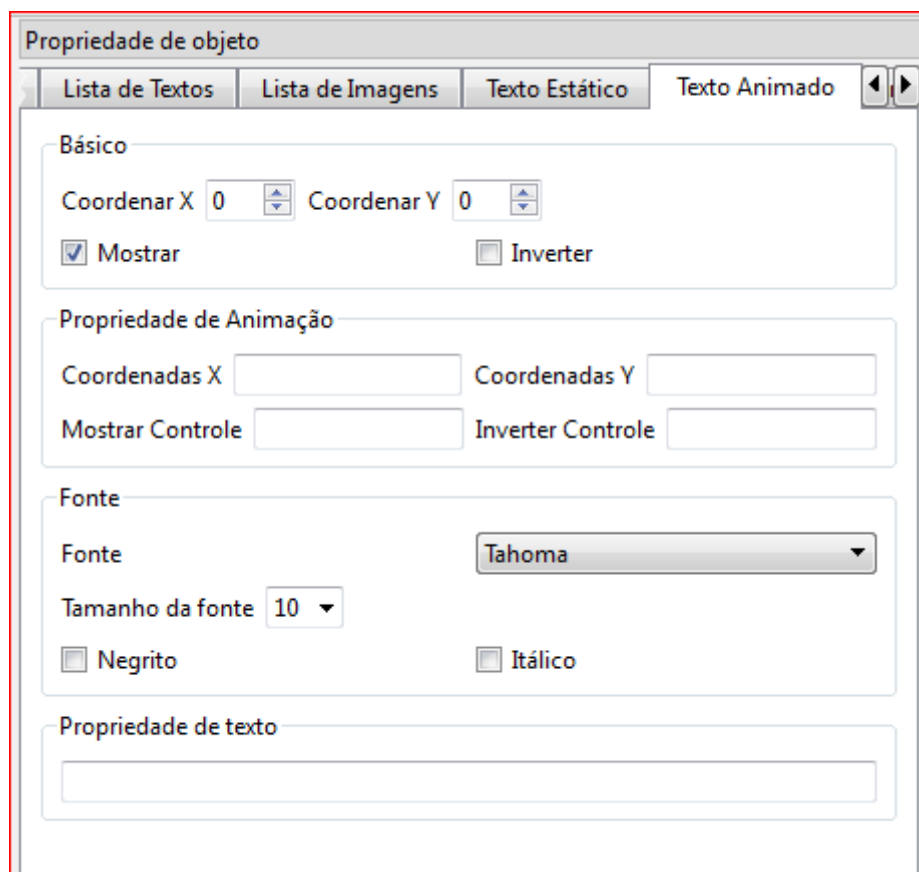 Propriedade de objeto
Lista de Textos Lista de Imagens Texto Estático Texto Animado
Básico
Coordenar X 0 Coordenar Y 0
Mostrar Inverter
Propriedade de Animação
Coordenadas X Coordenadas Y
Mostrar Controle Inverter Controle
Fonte
Fonte Tahoma
Tamanho da fonte 10
Negrito Itálico
Propriedade de texto